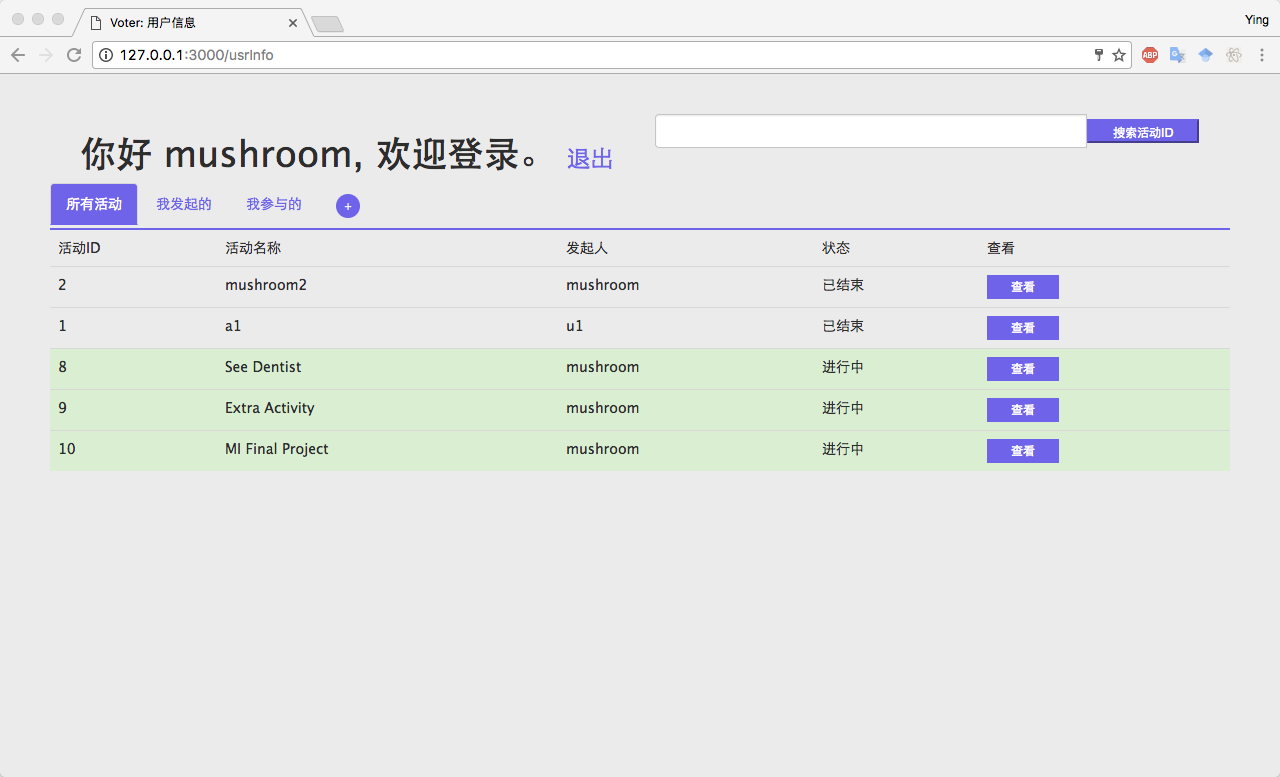 Voter: 用户信息
Ying
127.0.0.1:3000/usrInfo
ABP
你好 mushroom, 欢迎登录。 退出
搜索活动ID
所有活动 我发起的 我参与的 +
活动ID 活动名称 发起人 状态 查看
2 mushroom2 mushroom 已结束 查看
1 a1 u1 已结束 查看
8 See Dentist mushroom 进行中 查看
9 Extra Activity mushroom 进行中 查看
10 MI Final Project mushroom 进行中 查看